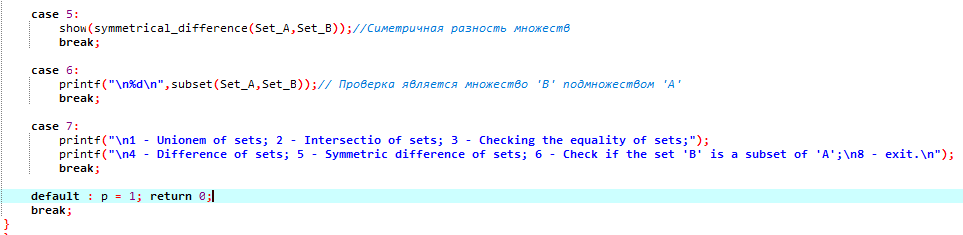 case 5:
show(symmetrical_difference(Set_A,Set_B));//Симетричная разность множеств
break;
case 6:
printf("\n%d\n",subset(Set_A,Set_B));// Проверка является множество 'B' подмножеством 'A'
break;
case 7:
printf("\n1 - Unionem of sets; 2 - Intersectio of sets; 3 - Checking the equality of sets;");
printf("\n4 - Difference of sets; 5 - Symmetric difference of sets; 6 - Check if the set 'B' is a subset of 'A';\n8 - exit.\n");
break;
default : p = 1; return 0;
break;
}